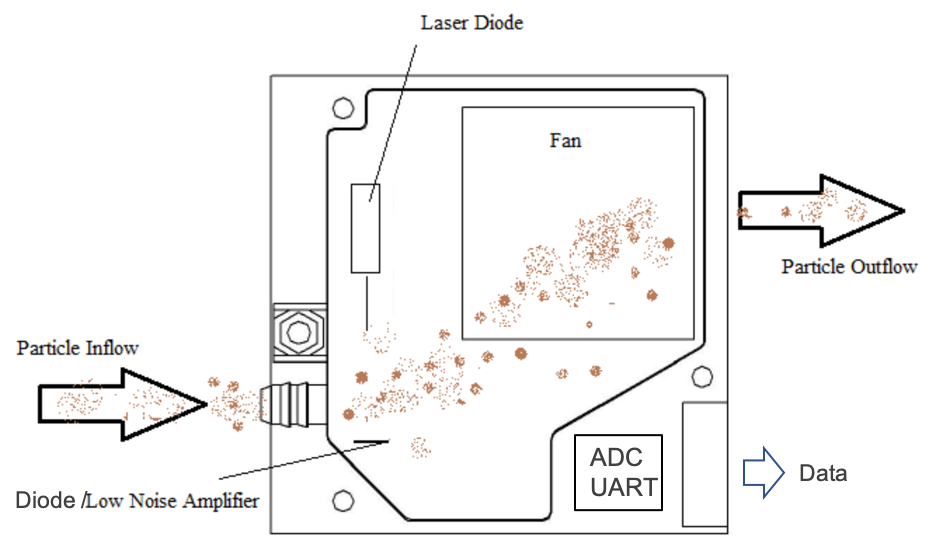 Laser Diode
Fan
Particle Outflow
Particle Inflow
ADC
UART
Data
Diode /Low Noise Amplifier